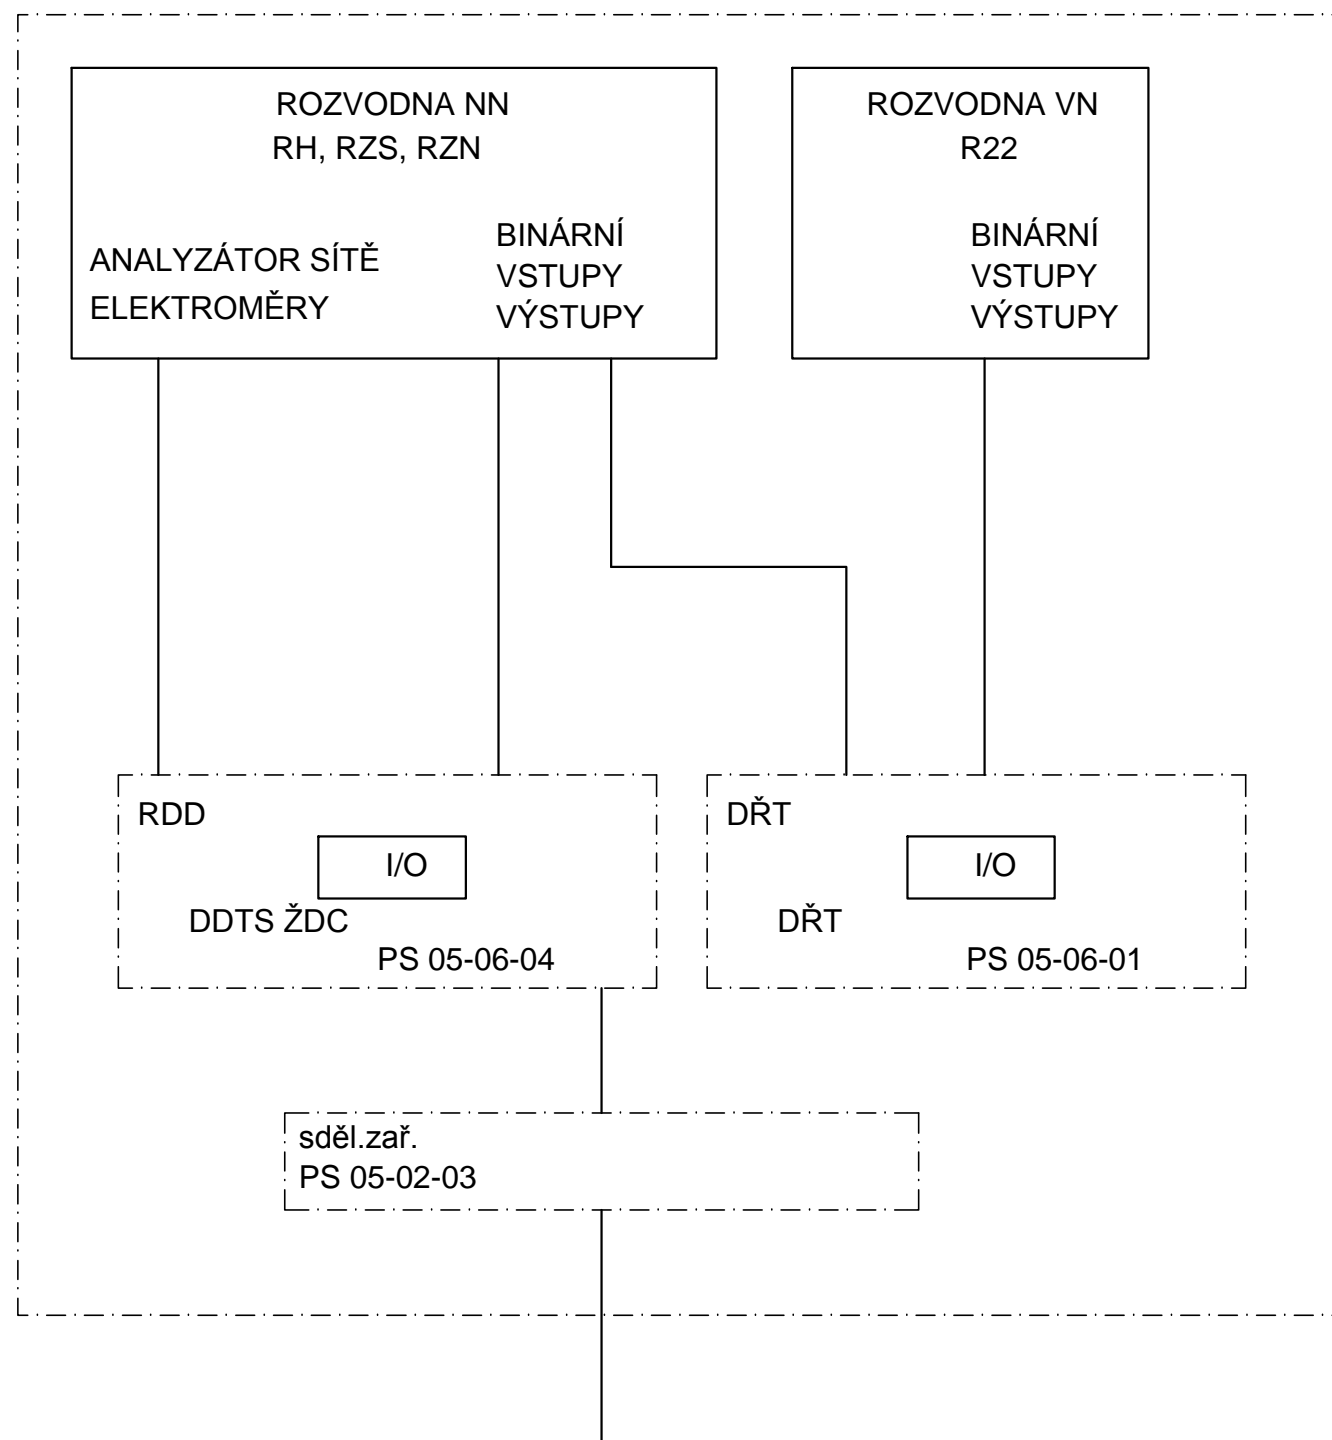 ROZVODNA NN
RH, RZS, RZN
ANALYZÁTOR SÍTĚ
ELEKTROMĚRY
BINÁRNÍ
VSTUPY
VÝSTUPY
ROZVODNA VN
R22
BINÁRNÍ
VSTUPY
VÝSTUPY
RDD
I/O
DDTS ŽDC
PS 05-06-04
DŘT
I/O
DŘT
PS 05-06-01
sděl.zař.
PS 05-02-03